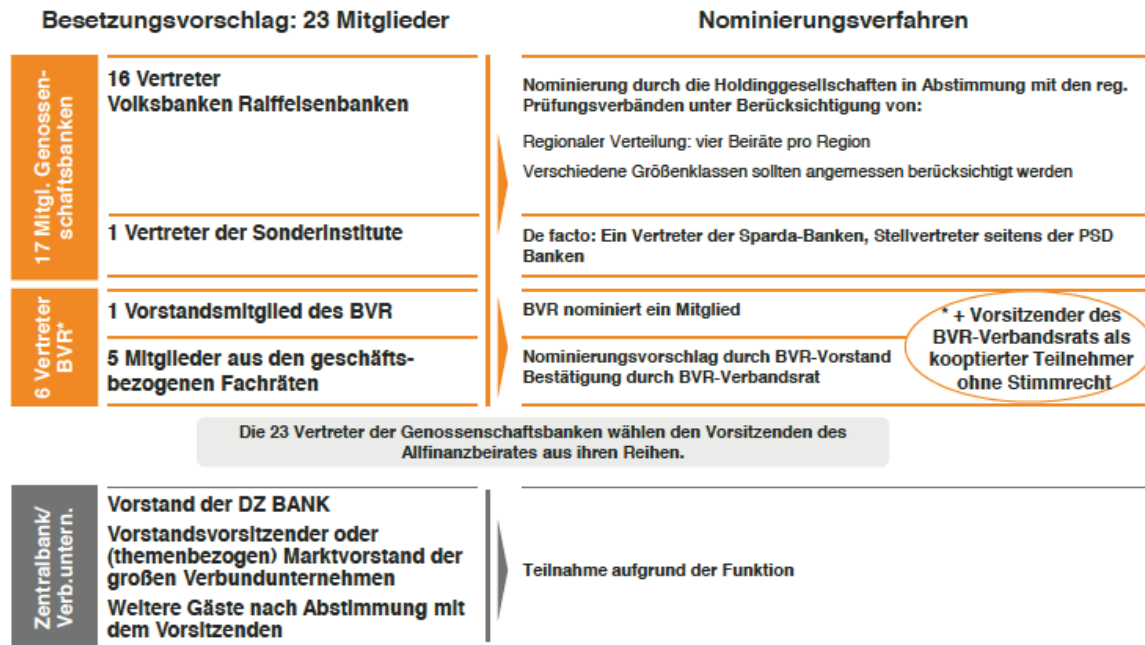 Besetzungsvorschlag: 23 Mitglieder
Nominierungsverfahren
17 Mitgl. Genossen-
schaftsbanken
16 Vertreter
Volksbanken Raiffeisenbanken
Nominierung durch die Holdinggesellschaften in Abstimmung mit den reg.
Prüfungsverbänden unter Berücksichtigung von:
Regionaler Verteilung: vier Beiräte pro Region
Verschiedene Größenklassen sollten angemessen berücksichtigt werden
1 Vertreter der Sonderinstitute
De facto: Ein Vertreter der Sparda-Banken, Stellvertreter seitens der PSD
Banken
6 Vertreter
BVR*
1 Vorstandsmitglied des BVR
BVR nominiert ein Mitglied
5 Mitglieder aus den geschäfts-
bezogenen Fachräten
Nominierungsvorschlag durch BVR-Vorstand
Bestätigung durch BVR-Verbandsrat
* + Vorsitzender des
BVR-Verbandsrats als
kooptierter Teilnehmer
ohne Stimmrecht
Die 23 Vertreter der Genossenschaftsbanken wählen den Vorsitzenden des
Allfinanzbeirates aus ihren Reihen.
Zentralbank/
Verb.untern.
Vorstand der DZ BANK
Vorstandsvorsitzender oder
(themenbezogen) Marktvorstand der
großen Verbundunternehmen
Weitere Gäste nach Abstimmung mit
dem Vorsitzenden
Teilnahme aufgrund der Funktion